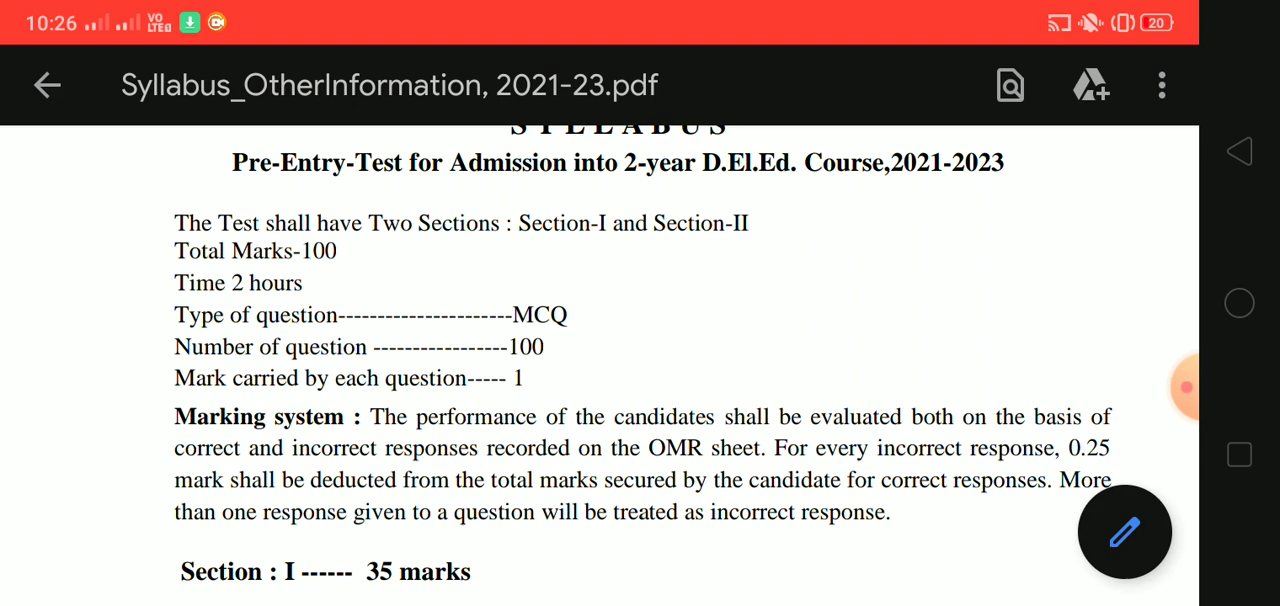 10:26
VO
LTE
20
Syllabus_OtherInformation, 2021-23.pdf
SYLLABUS
Pre-Entry-Test for Admission into 2-year D.El.Ed. Course,2021-2023
The Test shall have Two Sections : Section-I and Section-II
Total Marks-100
Time 2 hours
Type of question----------------------MCQ
Number of question -----------------100
Mark carried by each question----- 1
Marking system : The performance of the candidates shall be evaluated both on the basis of
correct and incorrect responses recorded on the OMR sheet. For every incorrect response, 0.25
mark shall be deducted from the total marks secured by the candidate for correct responses. More
than one response given to a question will be treated as incorrect response.
Section : I ------ 35 marks